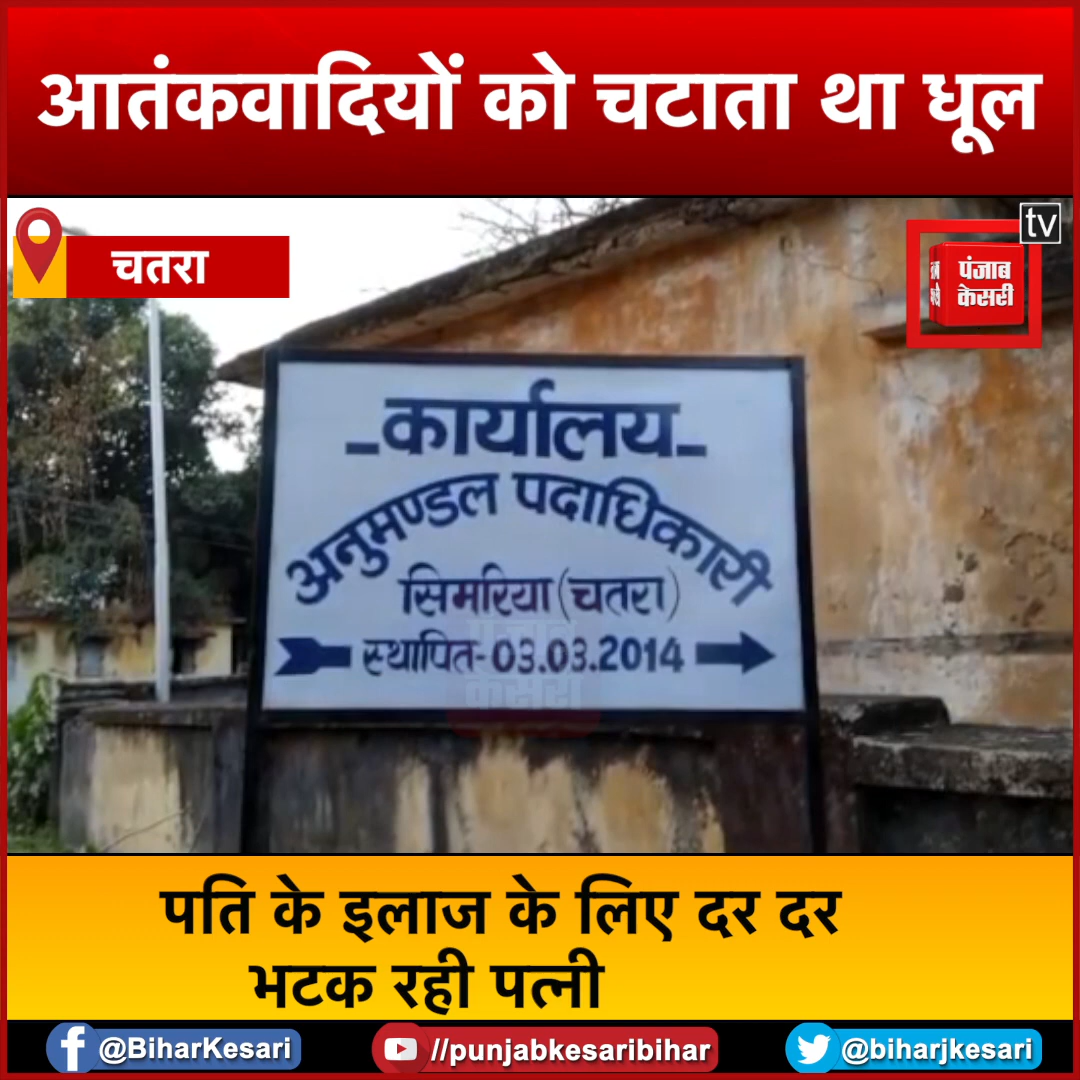 आतंकवादियों को चटाता था धूल
चतरा
tv
पंजाब
केसरी
कार्यालय
अनुमण्डल पदाधिकारी
सिमरिया (चतरा)
स्थापित- 03.03.2014
पंजाब
केसरी
पति के इलाज के लिए दर दर
भटक रही पत्नी
@BiharKesari
//punjabkesaribihar
@biharjkesari